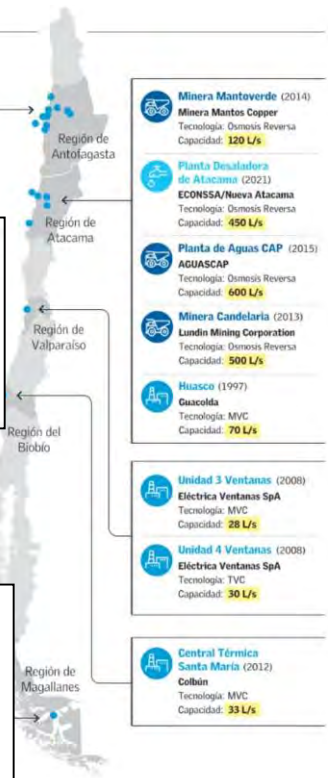 Región de
Antofagasta
Región de
Atacama
Región de
Valparaíso
Región del
Biobío
Región de
Magallanes
Minera Mantoverde (2014)
Minera Mantos Copper
Tecnología: Osmosis Reversa
Capacidad: 120 L/s
Planta Desaladora
de Atacama (2021)
ECONSSA/Nueva Atacama
Tecnología: Osmosis Reversa
Capacidad: 450 L/s
Planta de Aguas CAP (2015)
AGUASCAP
Tecnología: Osmosis Reversa
Capacidad: 600 L/s
Minera Candelaria (2013)
Lundin Mining Corporation
Tecnología: Osmosis Reversa
Capacidad: 500 L/s
Huasco (1997)
Guacolda
Tecnología: MVC
Capacidad: 70 L/s
Unidad 3 Ventanas (2008)
Eléctrica Ventanas SpA
Tecnología: MVC
Capacidad: 28 L/s
Unidad 4 Ventanas (2008)
Eléctrica Ventanas SpA
Tecnología: TVC
Capacidad: 30 L/s
Central Térmica
Santa María (2012)
Colbún
Tecnología: MVC
Capacidad: 33 L/s